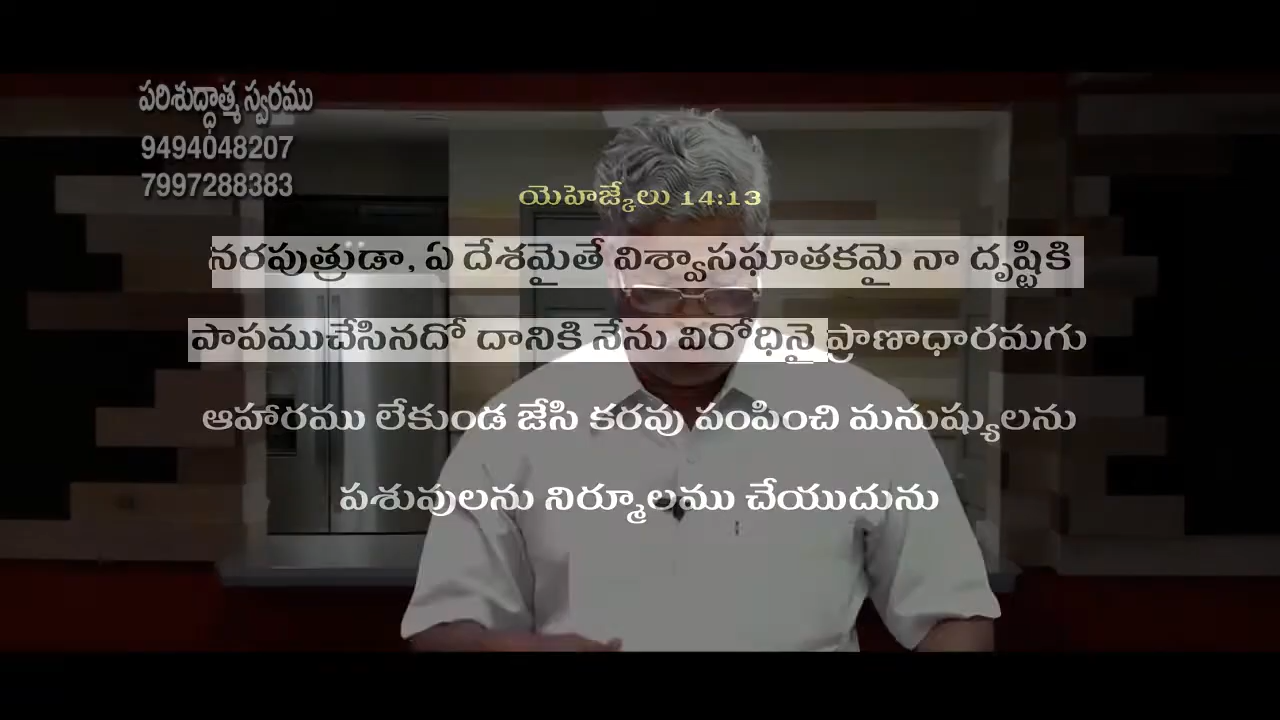 పరిశుద్ధాత్మ స్వరము
9494048207
7997288383
యెహెజ్కేలు 14:13
నరపుత్రుడా, ఏ దేశమైతే విశ్వాసఘాతకమై నా దృష్టికి
పాపముచేసినదో దానికి నేను విరోధినై ప్రాణాధారమగు
ఆహారము లేకుండ జేసి కరవు పంపించి మనుష్యులను
పశువులను నిర్మూలము చేయుదును